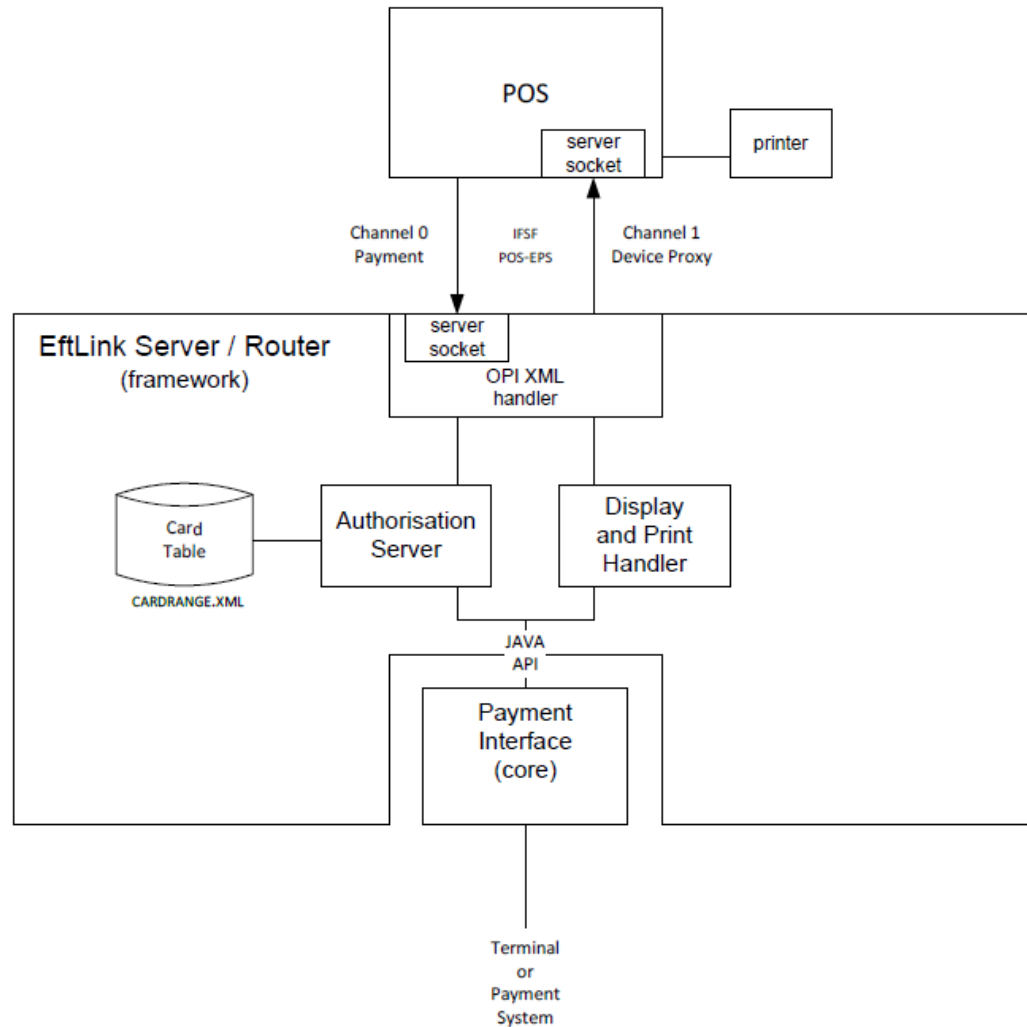 POS
server
socket
printer
Channel 0
Payment
IFSF
POS-EPS
Channel 1
Device Proxy
EftLink Server / Router
(framework)
server
socket
OPI XML
handler
Card
Table
CARDRANGE.XML
Authorisation
Server
Display
and Print
Handler
JAVA
API
Payment
Interface
(core)
Terminal
or
Payment
System